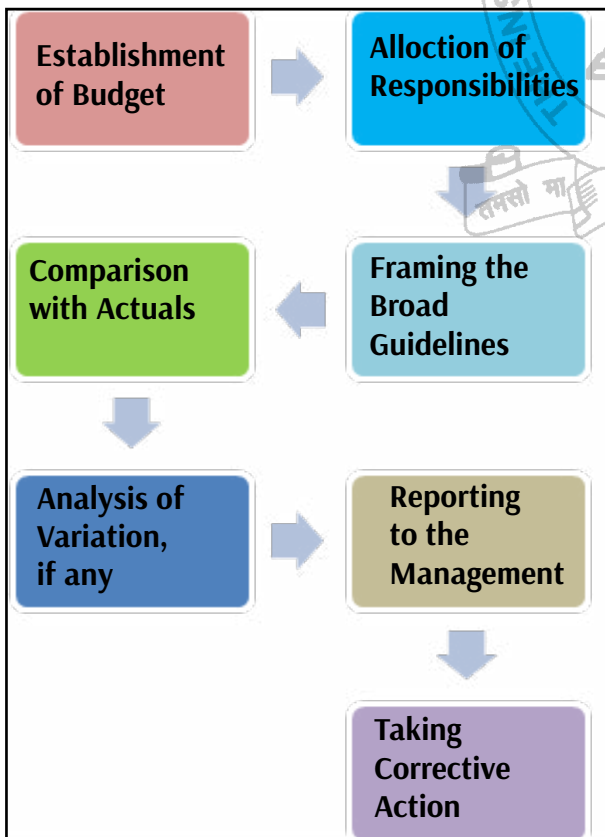 Establishment
of Budget
Alloction of
Responsibilities
तमसो मा
Framing the
Broad
Guidelines
Comparison
with Actuals
Analysis of
Variation,
if any
Reporting
to the
Management
Taking
Corrective
Action